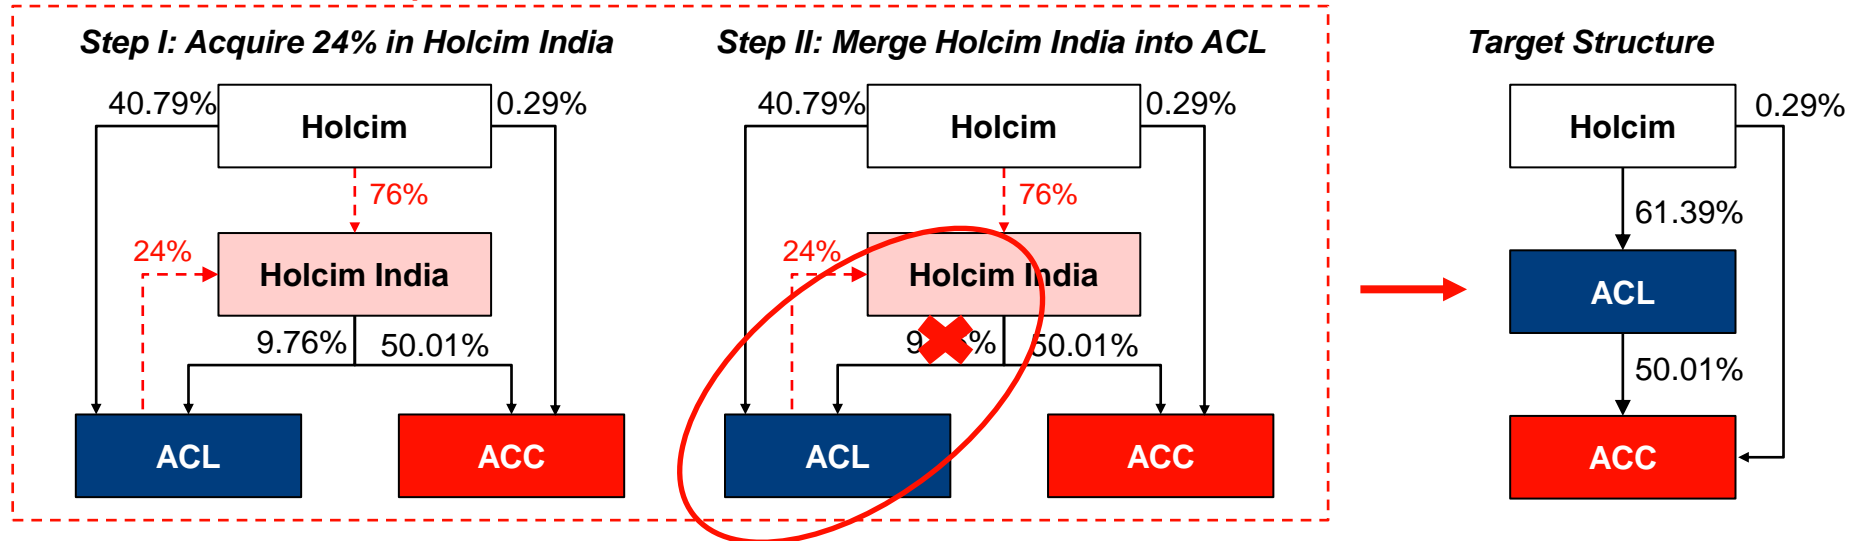 Step I: Acquire 24% in Holcim India
40.79%
0.29%
Holcim
76%
24%
Holcim India
9.76%
50.01%
ACL
ACC
Step II: Merge Holcim India into ACL
40.79%
0.29%
Holcim
76%
24%
Holcim India
50.01%
ACL
ACC
Target Structure
0.29%
Holcim
61.39%
ACL
50.01%
ACC